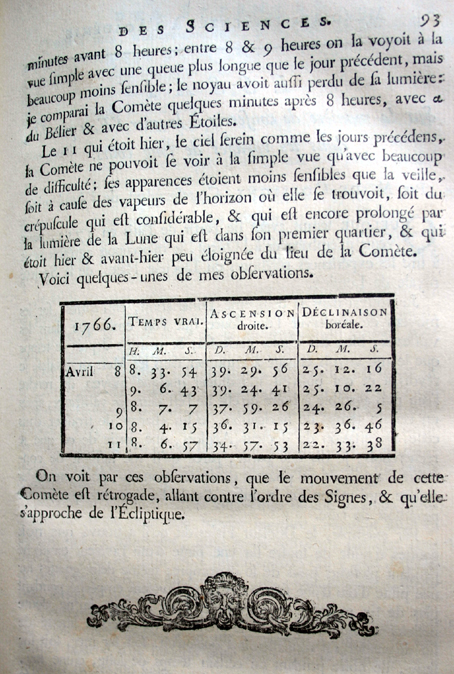 DES SCIENCES. 93
minutes avant 8 heures; entre 8 & 9 heures on la voyoit à la
vue ſimple avec une queue plus longue que le jour précédent, mais
beaucoup moins ſenſible; le noyau avoit auſſi perdu de ſa lumière:
je comparai la Comète quelques minutes après 8 heures, avec α
du Bélier & avec d'autres Étoiles.
Le 11 qui étoit hier, le ciel ſerein comme les jours précédens,
la Comète ne pouvoit ſe voir à la ſimple vue qu'avec beaucoup
de difficulté; ſes apparences étoient moins ſenſibles que la veille,
ſoit à cauſe des vapeurs de l'horizon où elle ſe trouvoit, ſoit du
crépuſcule qui eſt conſidérable, & qui eſt encore prolongé par
la lumière de la Lune qui eſt dans ſon premier quartier, & qui
étoit hier & avant-hier peu éloignée du lieu de la Comète.
Voici quelques-unes de mes obſervations.
1766. TEMPS VRAI. ASCENSION droite. DÉCLINAISON boréale.
H. M. S. D. M. S. D. M. S.
Avril 8 8. 33. 54 39. 29. 56 25. 12. 16
9. 6. 43 39. 24. 41 25. 10. 22
9 8. 7. 7 37. 59. 26 24. 26. 5
10 8. 4. 15 36. 31. 15 23. 36. 46
11 8. 6. 57 34. 57. 53 22. 33. 38
On voit par ces obſervations, que le mouvement de cette
Comète eſt rétrogade, allant contre l'ordre des Signes, & qu'elle
s'approche de l'Écliptique.